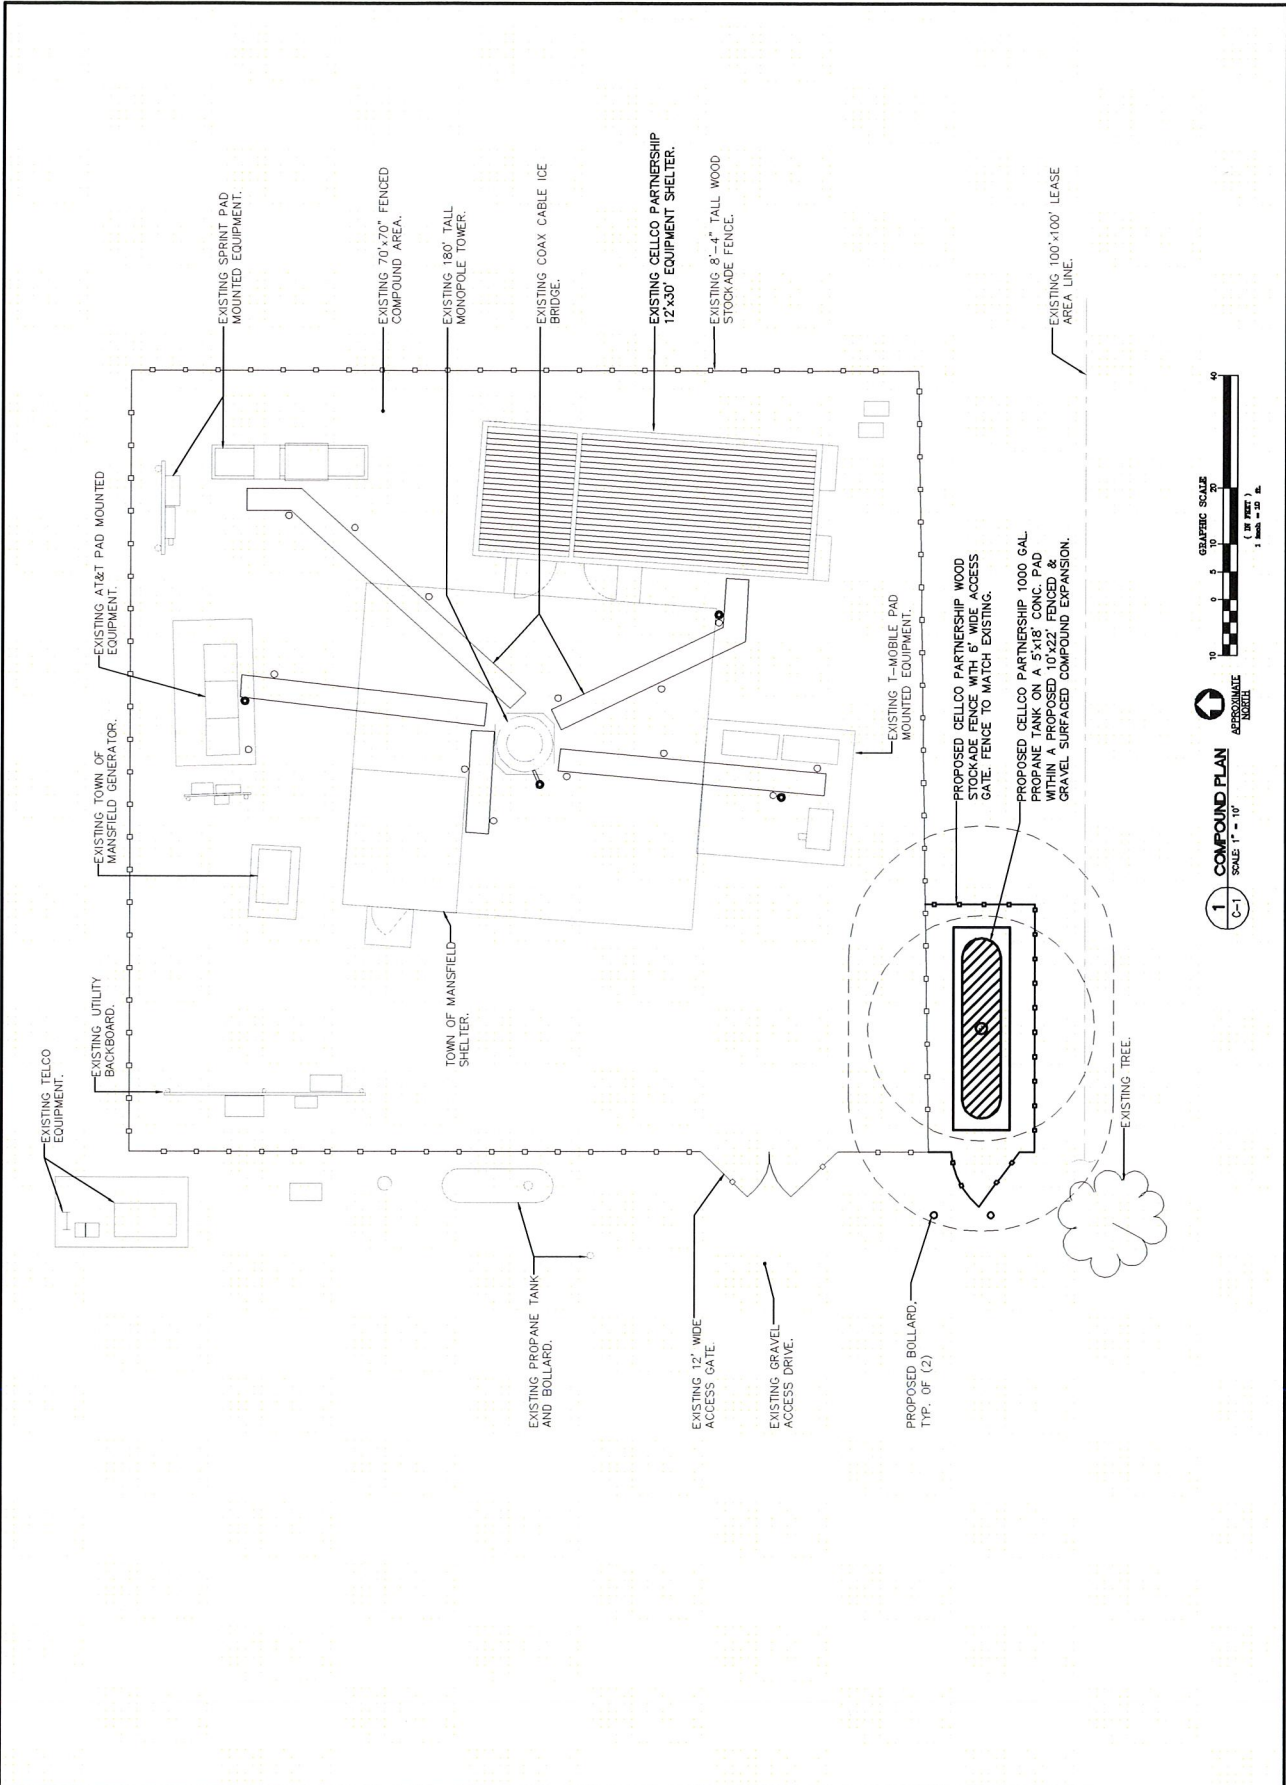 EXISTING TELCO
EQUIPMENT.
EXISTING UTILITY
BACKBOARD.
EXISTING TOWN OF
MANSFIELD GENERATOR.
EXISTING AT&T PAD MOUNTED
EQUIPMENT.
EXISTING SPRINT PAD
MOUNTED EQUIPMENT.
EXISTING 70'x70" FENCED
COMPOUND AREA.
EXISTING 180' TALL
MONOPOLE TOWER.
EXISTING COAX CABLE ICE
BRIDGE.
EXISTING CELLCO PARTNERSHIP
12'x30' EQUIPMENT SHELTER.
EXISTING 8'-4" TALL WOOD
STOCKADE FENCE.
TOWN OF MANSFIELD
SHELTER.
EXISTING PROPANE TANK
AND BOLLARD.
EXISTING 12' WIDE
ACCESS GATE.
EXISTING GRAVEL
ACCESS DRIVE.
EXISTING T-MOBILE PAD
MOUNTED EQUIPMENT.
PROPOSED BOLLARD,
TYP. OF (2)
PROPOSED CELLCO PARTNERSHIP WOOD
STOCKADE FENCE WITH 6' WIDE ACCESS
GATE. FENCE TO MATCH EXISTING.
PROPOSED CELLCO PARTNERSHIP 1000 GAL.
PROPANE TANK ON A 5'x18' CONC. PAD
WITHIN A PROPOSED 10'x22' FENCED &
GRAVEL SURFACED COMPOUND EXPANSION.
EXISTING 100'x100' LEASE
AREA LINE.
EXISTING TREE.
1
C-1
COMPOUND PLAN
SCALE: 1" = 10'
APPROXIMATE
NORTH
GRAPHIC SCALE
10 0 5 10 20 40
( IN FEET )
1 inch = 10 ft.